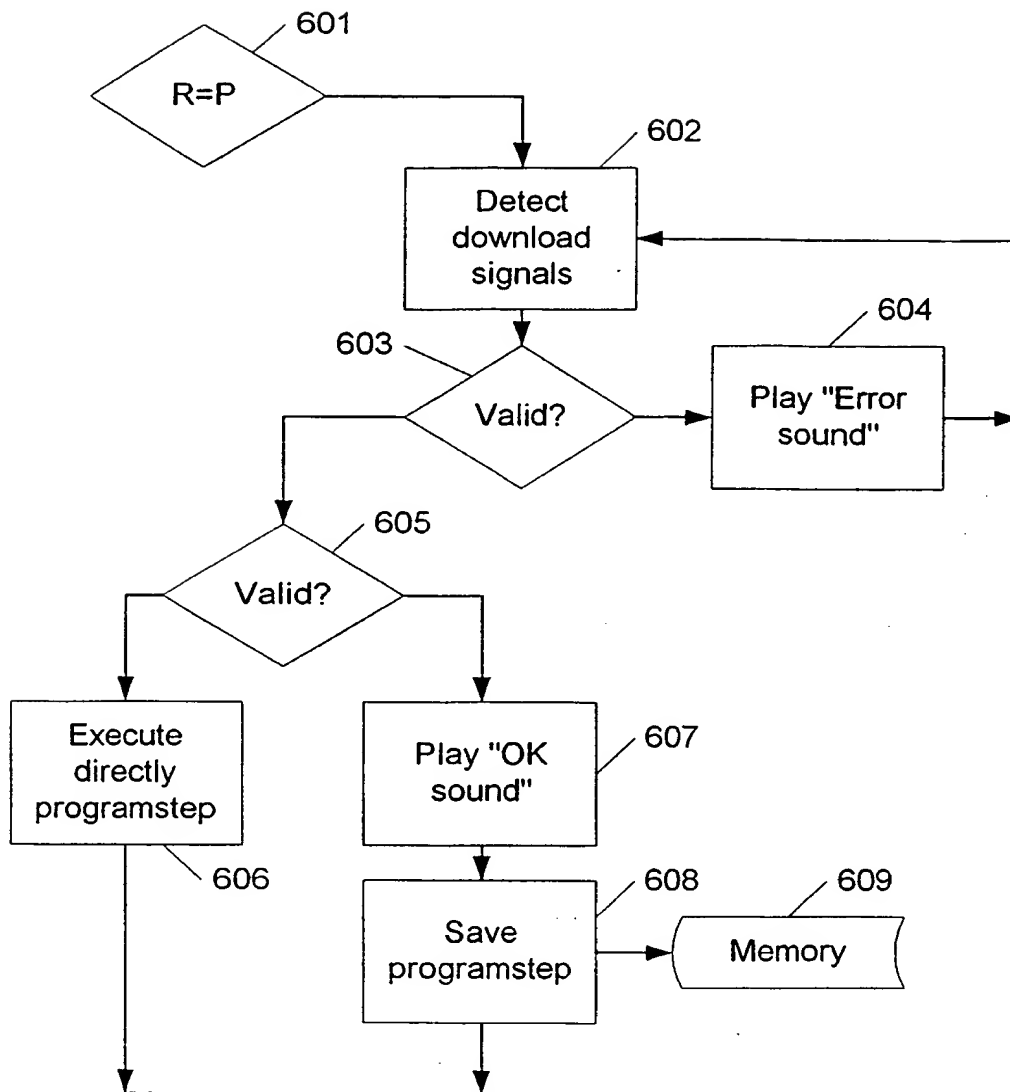 601
R=P
602
Detect
download
signals
603
604
Valid?
Play "Error
sound"
605
Valid?
Execute
directly
programstep
606
Play "OK
sound"
607
608
Save
programstep
609
Memory